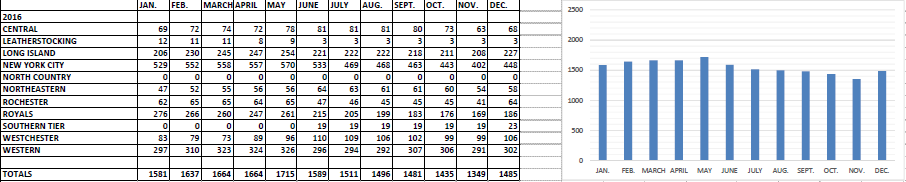 JAN. FEB. MARCH APRIL MAY JUNE JULY AUG. SEPT. OCT. NOV. DEC.
2016
CENTRAL 69 72 74 72 78 81 81 81 80 73 63 68
LEATHERSTOCKING 12 11 11 8 9 3 3 3 3 3 3 3
LONG ISLAND 206 230 245 247 254 221 222 222 218 211 208 227
NEW YORK CITY 529 552 558 557 570 533 469 468 463 443 402 448
NORTH COUNTRY 0 0 0 0 0 0 0 0 0 0 0 0
NORTHEASTERN 47 52 55 56 56 64 63 61 61 60 54 58
ROCHESTER 62 65 65 64 65 47 46 45 45 45 41 64
ROYALS 276 266 260 247 261 215 205 199 183 176 169 186
SOUTHERN TIER 0 0 0 0 0 19 19 19 19 19 19 23
WESTCHESTER 83 79 73 89 96 110 109 106 102 99 99 106
WESTERN 297 310 323 324 326 296 294 292 307 306 291 302
TOTALS 1581 1637 1664 1664 1715 1589 1511 1496 1481 1435 1349 1485
2500
2000
1500
1000
500
0
JAN. FEB. MARCH APRIL MAY JUNE JULY AUG. SEPT. OCT. NOV. DEC.